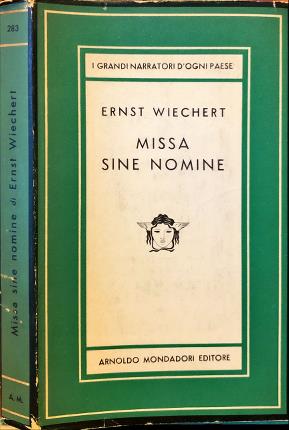 283
Missa sine nomine di Ernst Wiechert
A. M.
I GRANDI NARRATORI D'OGNI PAESE
ERNST WIECHERT
MISSA
SINE NOMINE
ARNOLDO MONDADORI EDITORE